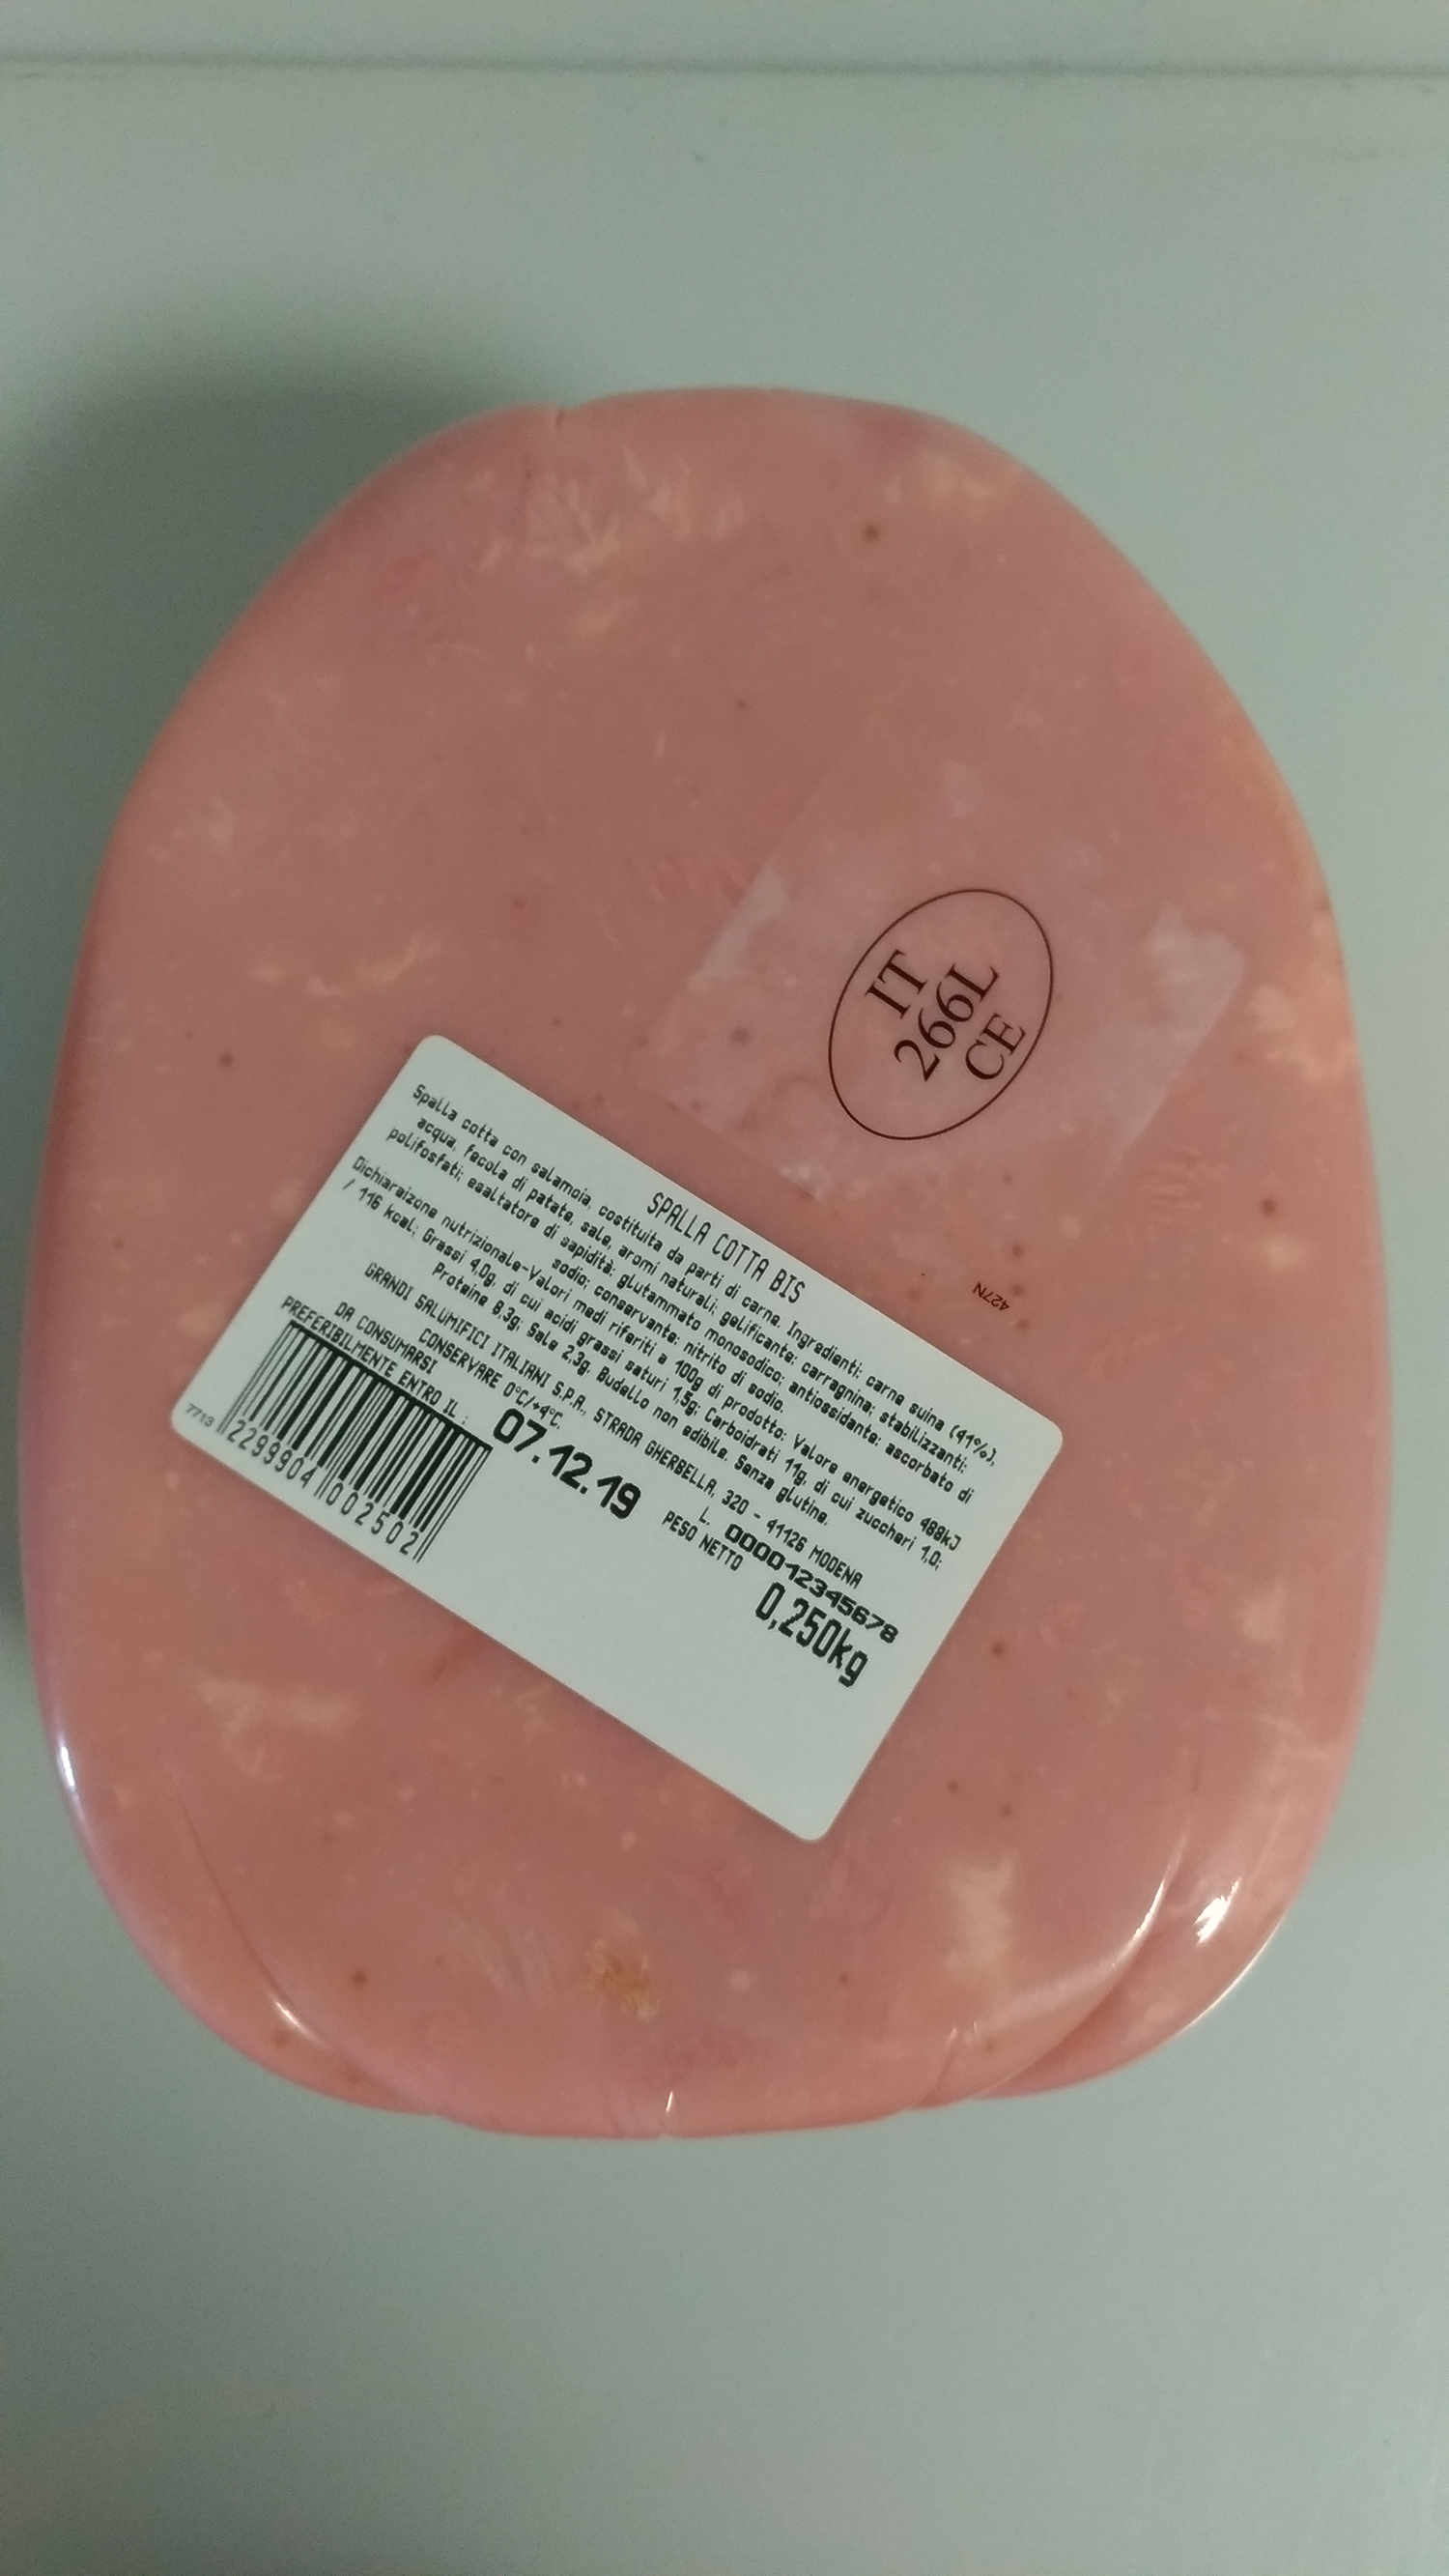 IT
266L
CE
427N
SPALLA COTTA BIS
Spalla cotta con salamoia, costituita da parti di carne. Ingredienti: carne suina (41%),
acqua, fecola di patate, sale, aromi naturali; gelificante: carragnina; stabilizzanti:
polifosfati; esaltatore di sapidità: glutammato monosodico; antiossidante: ascorbato di
sodio; conservante: nitrito di sodio.
Dichiaraizone nutrizionale-Valori medi riferiti a 100g di prodotto: Valore energetico 488kJ
/ 116 kcal; Grassi 4,0g, di cui acidi grassi saturi 1,5g; Carboidrati 11g, di cui zuccheri 1,0;
Proteine 8,3g; Sale 2,3g. Budello non edibile. Senza glutine.
GRANDI SALUMIFICI ITALIANI S.P.A., STRADA GHERBELLA, 320 - 41126 MODENA
CONSERVARE 0°C/+4°C.
L. 000012345678
DA CONSUMARSI
PREFERIBILMENTE ENTRO IL :
07.12.19
PESO NETTO
0,250kg
7713
2299904 002502